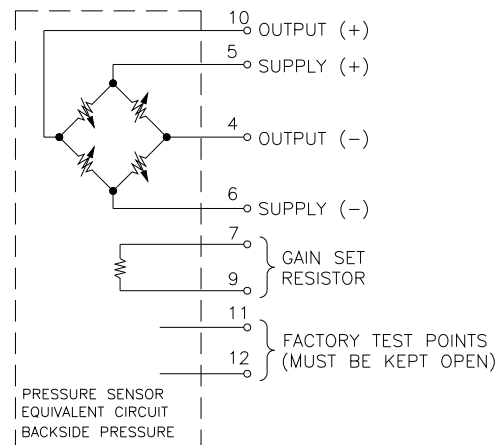 10 OUTPUT (+)
5 SUPPLY (+)
4 OUTPUT (-)
6 SUPPLY (-)
7
GAIN SET
RESISTOR
9
11
FACTORY TEST POINTS
(MUST BE KEPT OPEN)
12
PRESSURE SENSOR
EQUIVALENT CIRCUIT
BACKSIDE PRESSURE